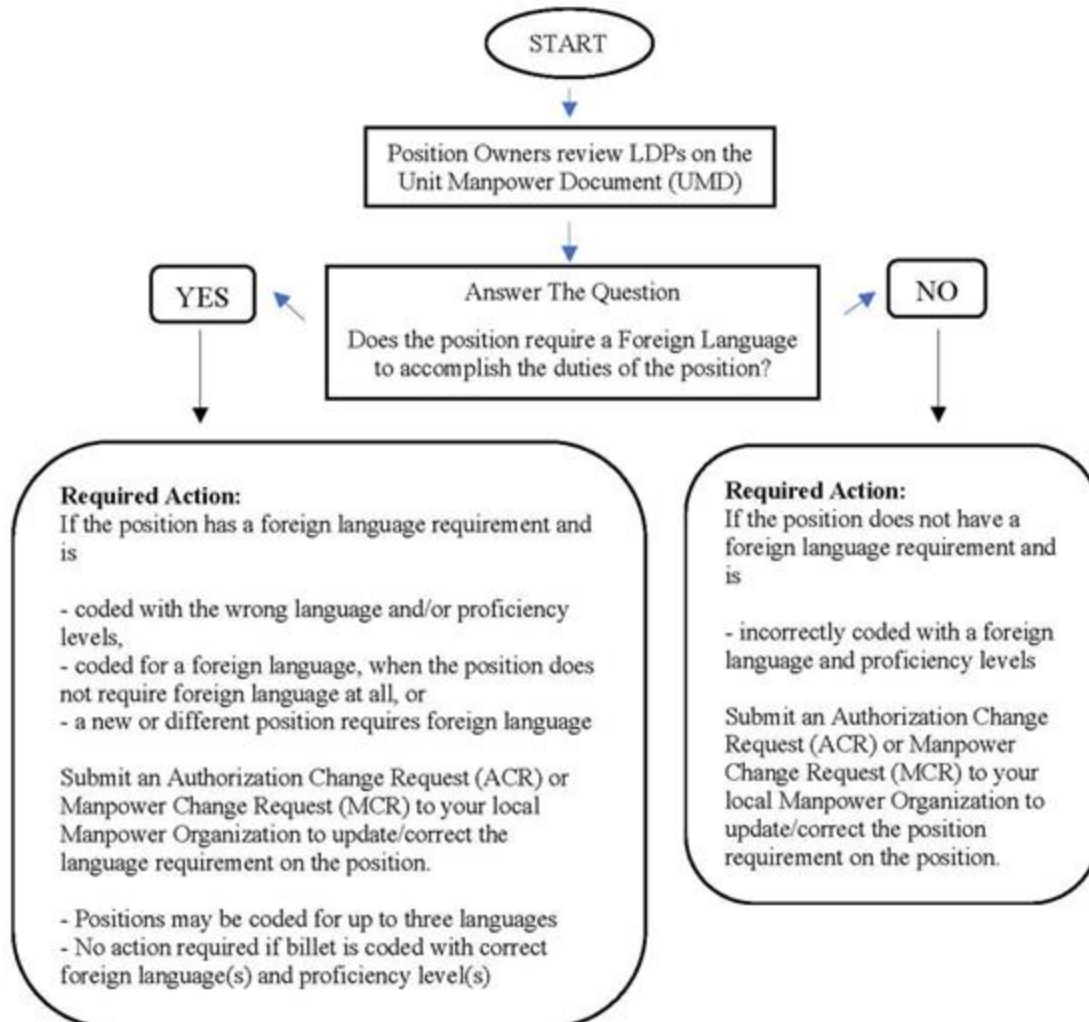 START
Position Owners review LDPs on the
Unit Manpower Document (UMD)
YES
Answer The Question
Does the position require a Foreign Language
to accomplish the duties of the position?
NO
Required Action:
If the position has a foreign language requirement and
is
- coded with the wrong language and/or proficiency
levels,
- coded for a foreign language, when the position does
not require foreign language at all, or
- a new or different position requires foreign language
Submit an Authorization Change Request (ACR) or
Manpower Change Request (MCR) to your local
Manpower Organization to update/correct the
language requirement on the position.
- Positions may be coded for up to three languages
- No action required if billet is coded with correct
foreign language(s) and proficiency level(s)
Required Action:
If the position does not have a
foreign language requirement and
is
- incorrectly coded with a foreign
language and proficiency levels
Submit an Authorization Change
Request (ACR) or Manpower
Change Request (MCR) to your
local Manpower Organization to
update/correct the position
requirement on the position.